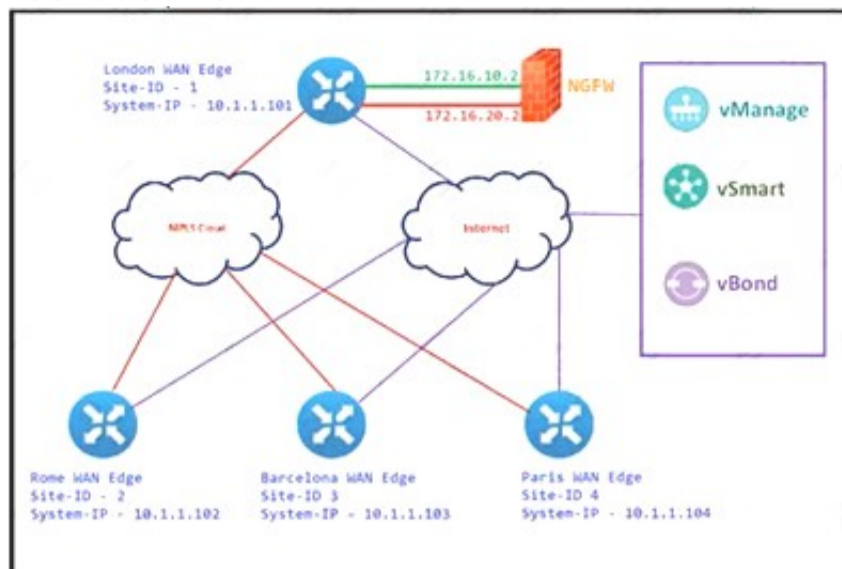 London WAN Edge
Site-ID - 1
System-IP - 10.1.1.101
172.16.10.2
NGFW
172.16.20.2
vManage
vSmart
vBond
MPLS Cloud
Internet
Rome WAN Edge
Site-ID - 2
System-IP - 10.1.1.102
Barcelona WAN Edge
Site-ID 3
System-IP - 10.1.1.103
Paris WAN Edge
Site-ID 4
System-IP - 10.1.1.104